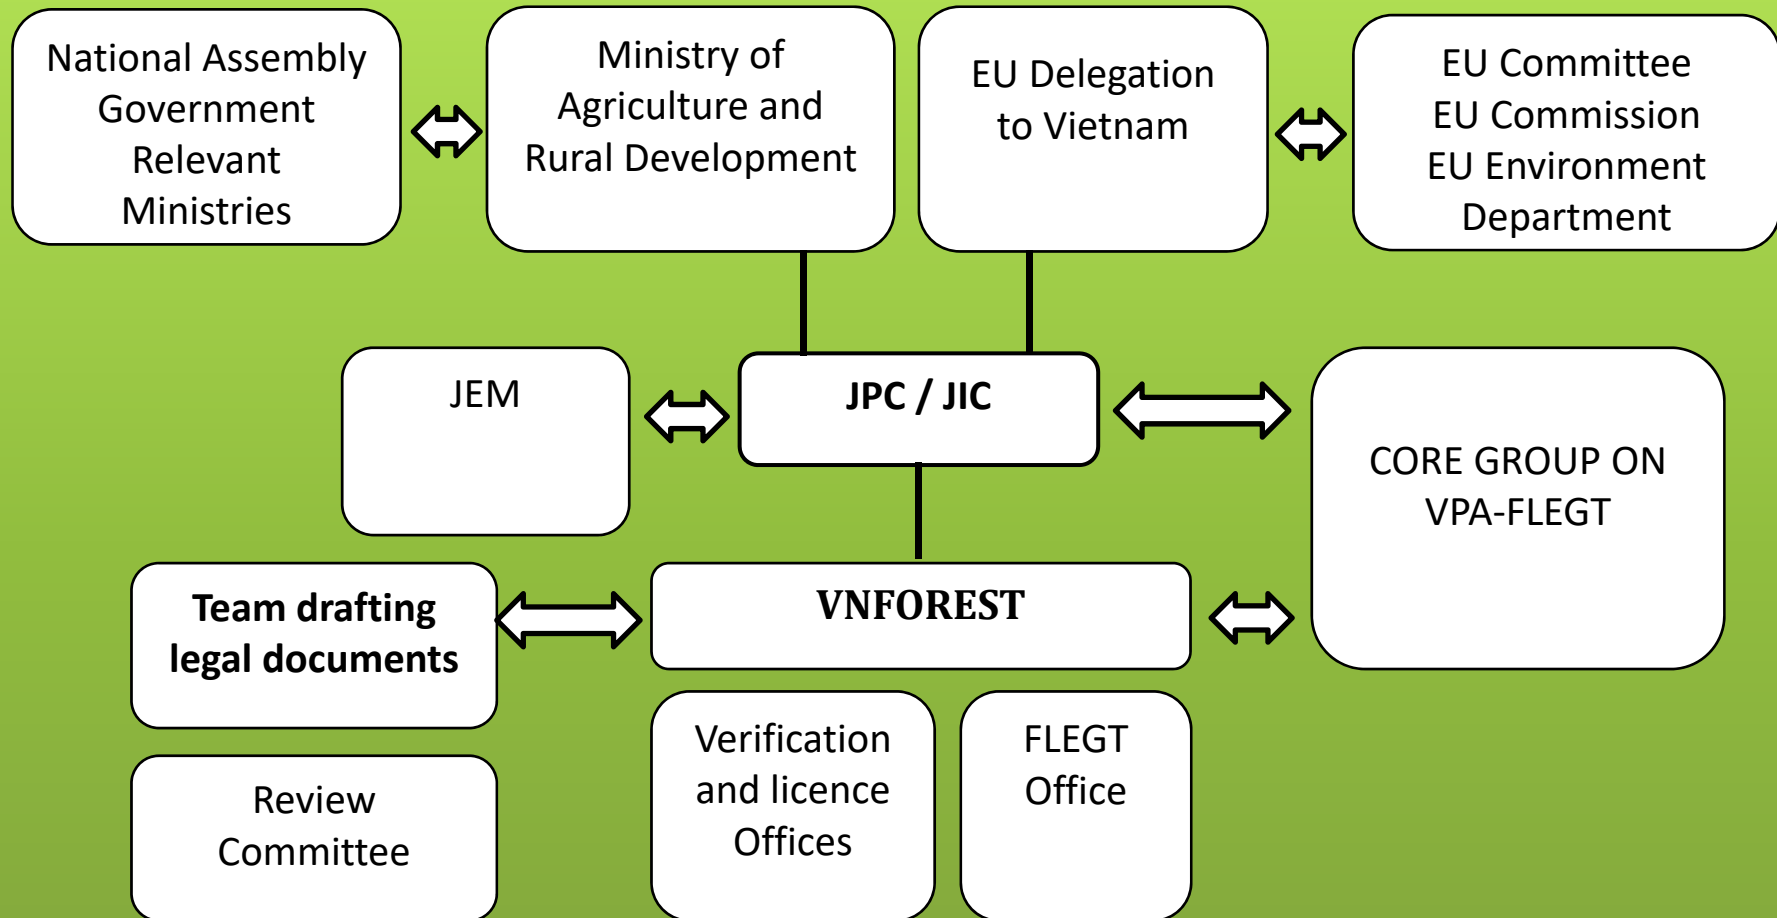 National Assembly
Government
Relevant
Ministries
Ministry of
Agriculture and
Rural Development
EU Delegation
to Vietnam
EU Committee
EU Commission
EU Environment
Department
JEM
JPC / JIC
CORE GROUP ON
VPA-FLEGT
Team drafting
legal documents
VNFOREST
Review
Committee
Verification
and licence
Offices
FLEGT
Office